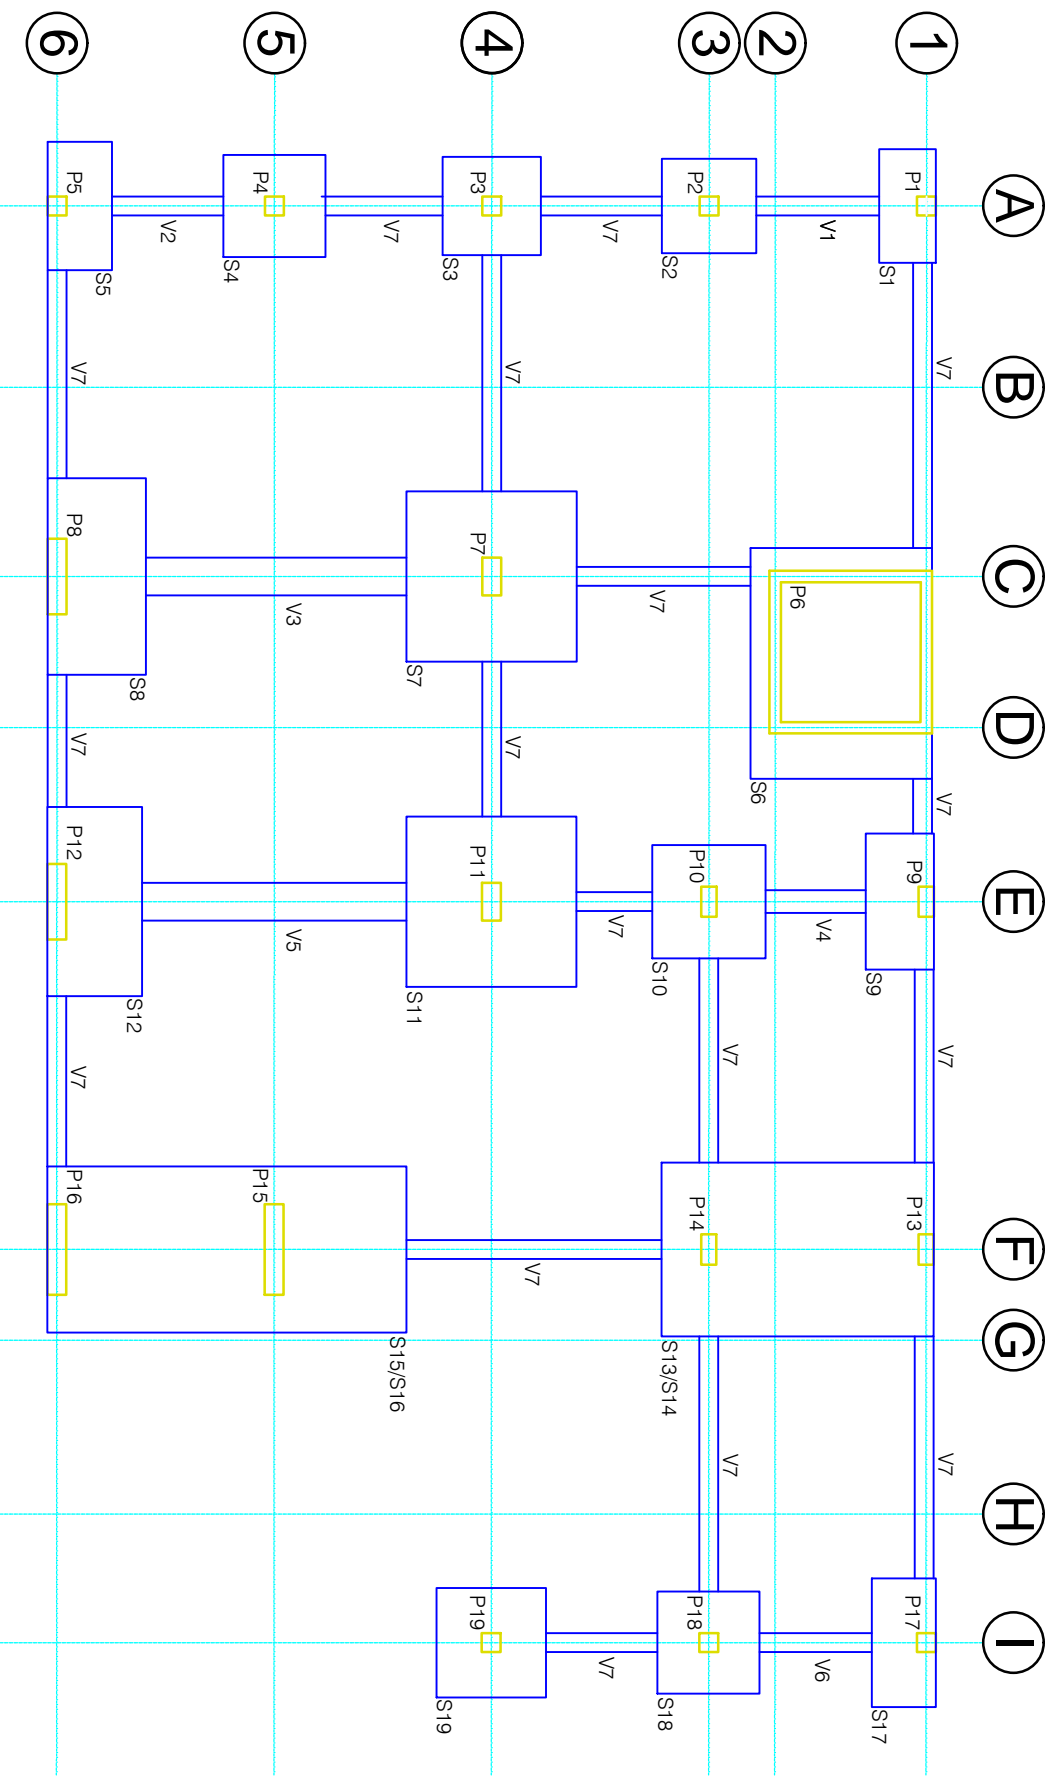 A B C D E F G H I
V7 V7 V7 V7
1
P1 P9 P13 P17
S1 S9 S17
V1 V4 V6
P6
2
S6
V7 V7
3
P2 P10 P14 P18
S2 S10 S13/S14 S18
V7
V7 V7 V7
V7
V7 V7
4
P3 P7 P11 P19
S3 S19
S7 S11 S15/S16
V7
V3 V5
5
P4 P15
S4
V2
S8 S12
S5
V7 V7 V7
P5 P8 P12 P16
6